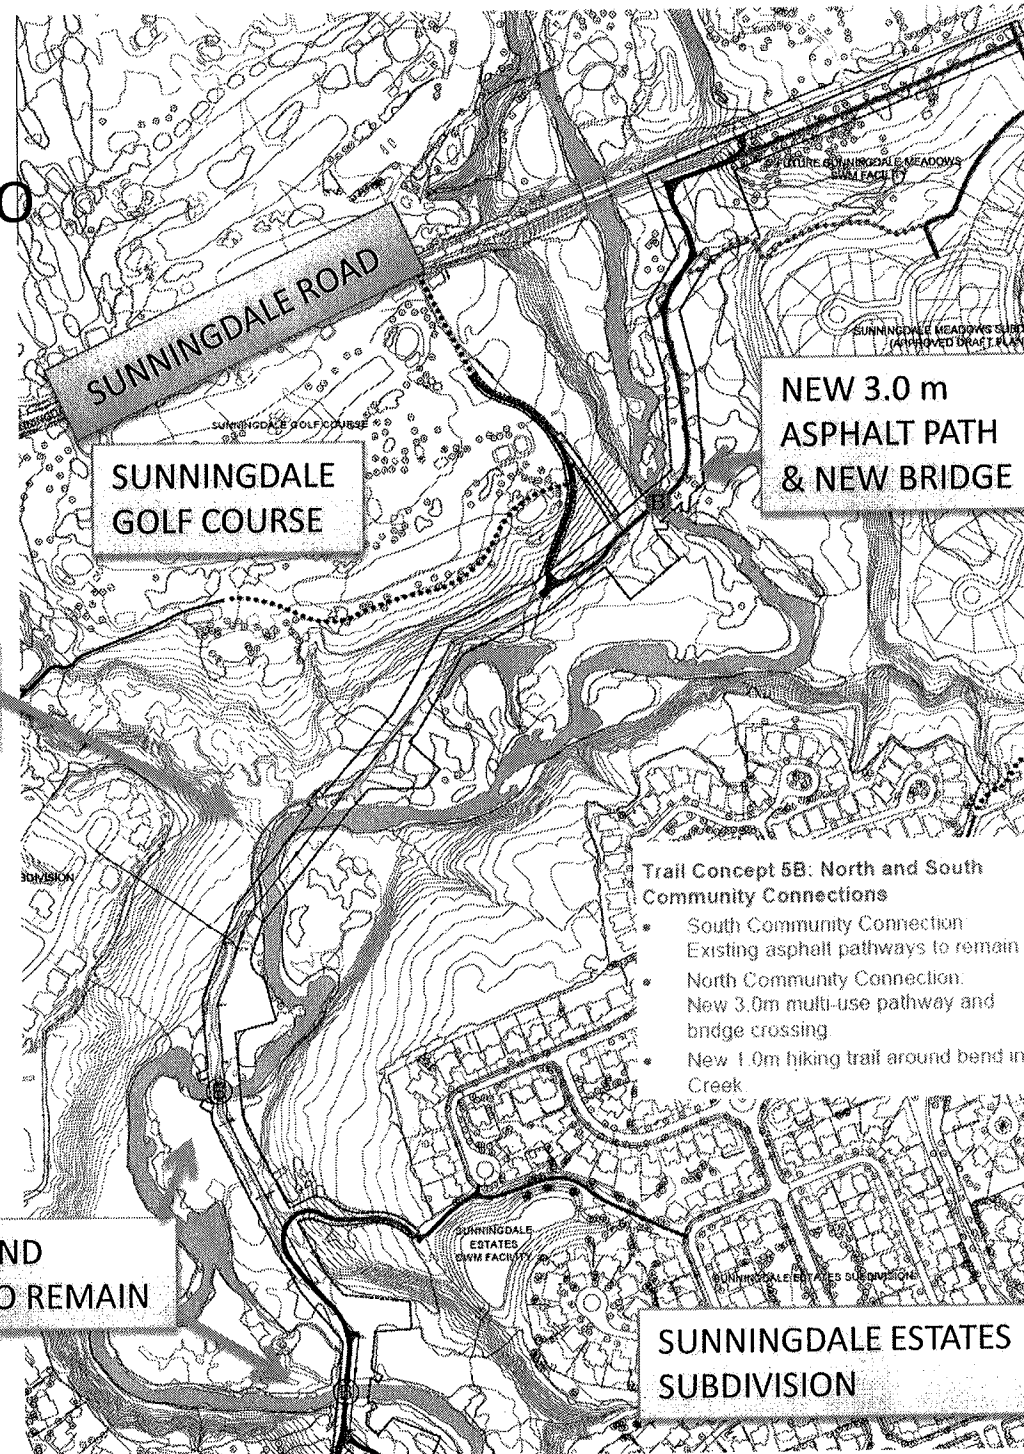 O
FUTURE SUNNINGDALE MEADOWS
SWM FACILITY
SUNNINGDALE ROAD
SUNNINGDALE MEADOWS SUBD
(APPROVED DRAFT PLAN
NEW 3.0 m
ASPHALT PATH
& NEW BRIDGE
SUNNINGDALE GOLF COURSE
SUNNINGDALE
GOLF COURSE
B
BDIVISION
Trail Concept 5B: North and South
Community Connections
• South Community Connection:
Existing asphalt pathways to remain
• North Community Connection:
New 3.0m multi-use pathway and
bridge crossing
• New 1.0m hiking trail around bend in
Creek.
SUNNINGDALE
ESTATES
SWM FACILITY
ND
O REMAIN
SUNNINGDALE ESTATES SUBDIVISION
SUNNINGDALE ESTATES
SUBDIVISION